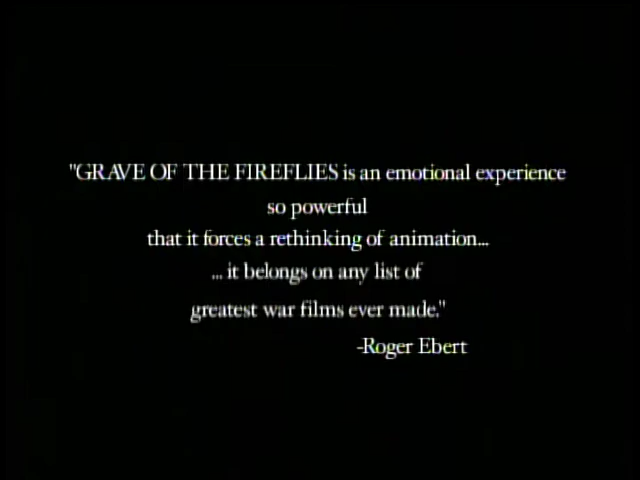 "GRAVE OF THE FIREFLIES is an emotional experience
so powerful
that it forces a rethinking of animation...
... it belongs on any list of
greatest war films ever made."
-Roger Ebert